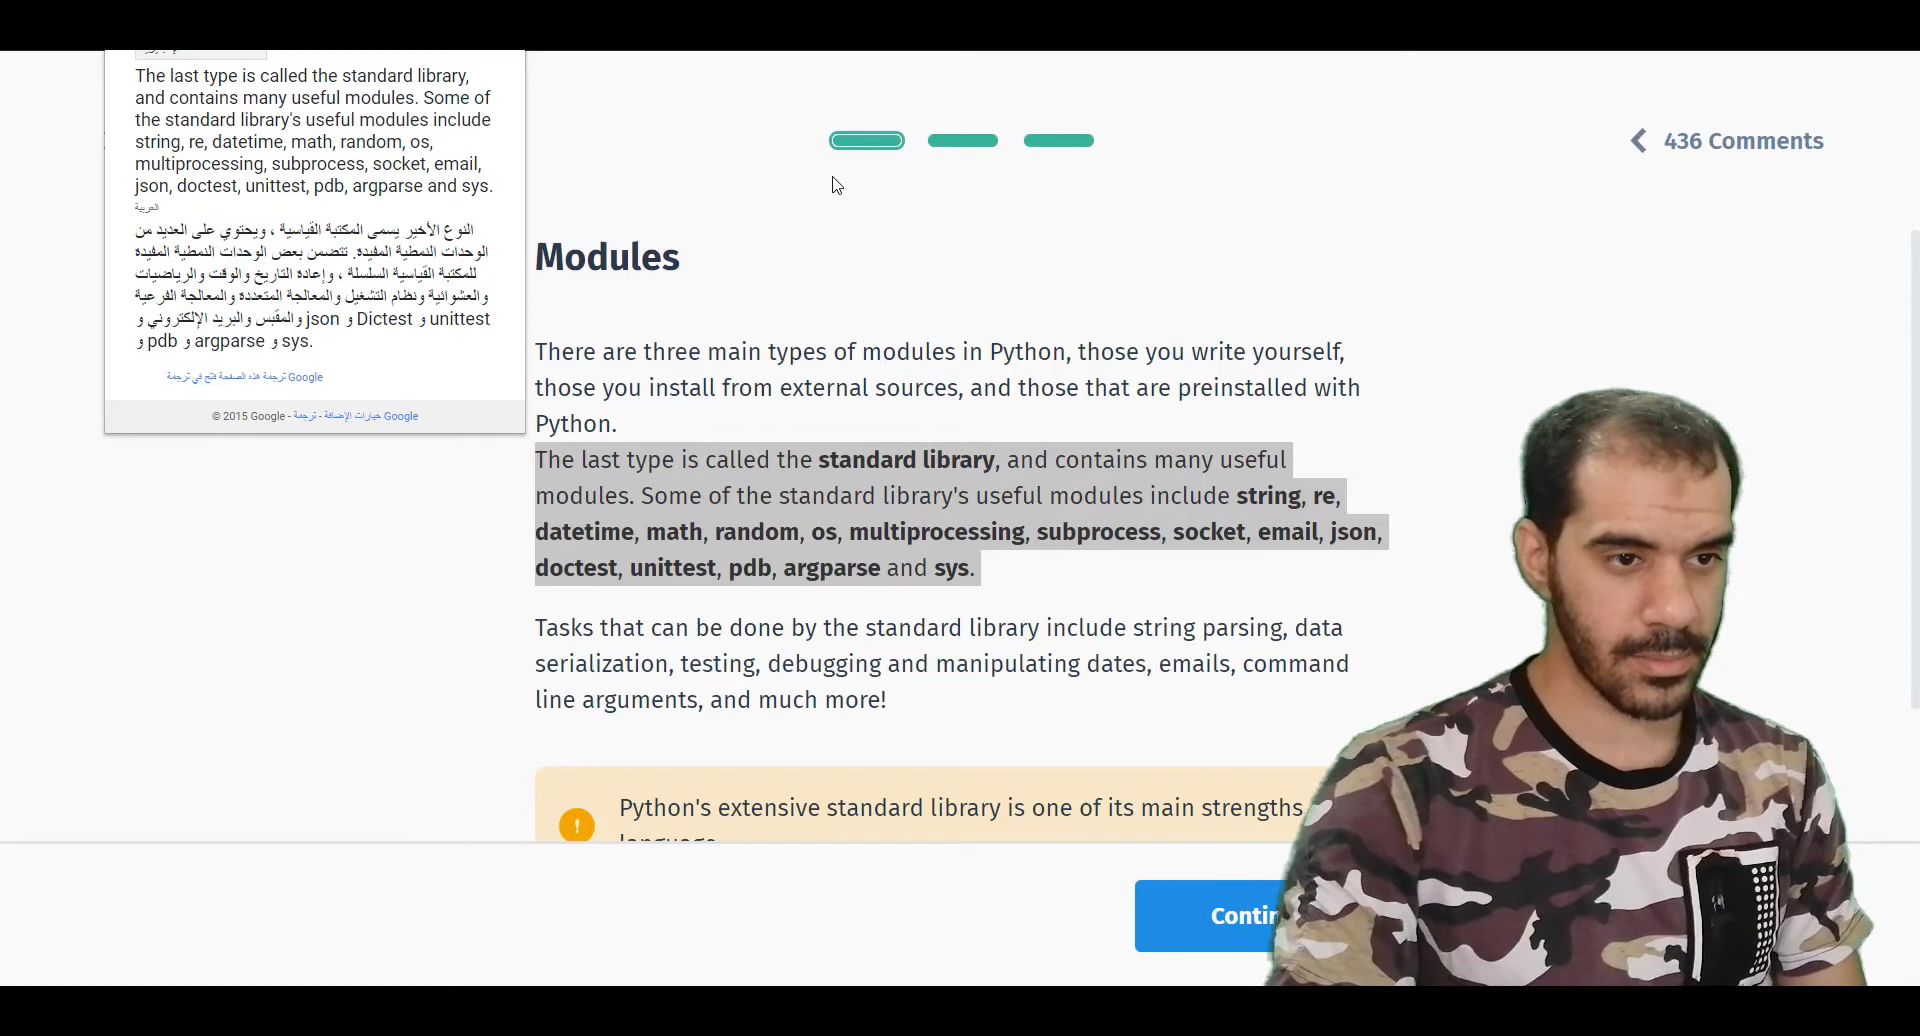 The last type is called the standard library,
and contains many useful modules. Some of
the standard library's useful modules include
string, re, datetime, math, random, os,
multiprocessing, subprocess, socket, email,
json, doctest, unittest, pdb, argparse and sys.
العربية
النوع الأخير يسمى المكتبة القياسية ، ويحتوي على العديد من
الوحدات النمطية المفيدة. تتضمن بعض الوحدات النمطية المفيدة
للمكتبة القياسية السلسلة ، وإعادة التاريخ والوقت والرياضيات
والعشوائية ونظام التشغيل والمعالجة المتعددة والمعالجة الفرعية
والمقبس والبريد الإلكتروني و json و Dictest و unittest
و pdb و argparse و sys.
ترجمة هذه الصفحة فتح في ترجمة Google
© 2015 Google - خيارات الإضافة - ترجمة Google
436 Comments
Modules
There are three main types of modules in Python, those you write yourself,
those you install from external sources, and those that are preinstalled with
Python.
The last type is called the standard library, and contains many useful
modules. Some of the standard library's useful modules include string, re,
datetime, math, random, os, multiprocessing, subprocess, socket, email, json,
doctest, unittest, pdb, argparse and sys.
Tasks that can be done by the standard library include string parsing, data
serialization, testing, debugging and manipulating dates, emails, command
line arguments, and much more!
Python's extensive standard library is one of its main strengths
Contin